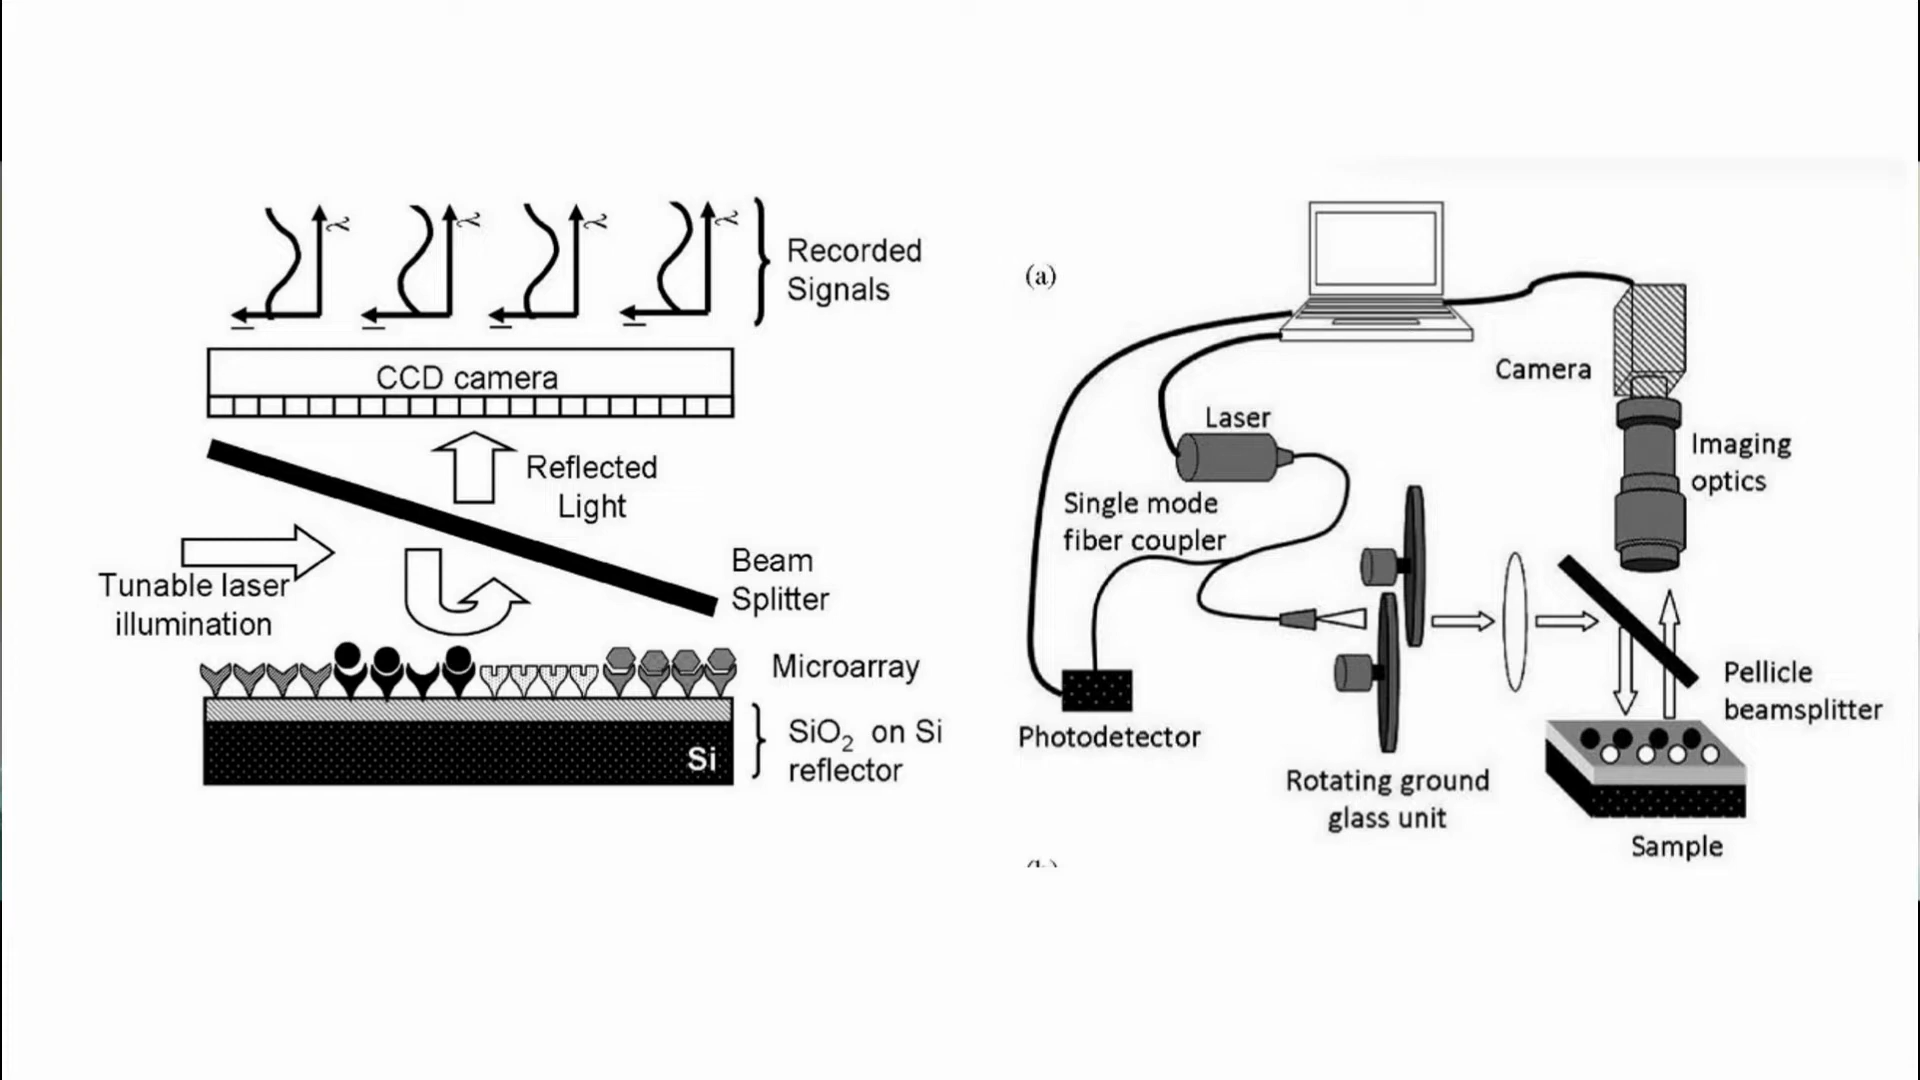 λ
λ
λ
λ
I
I
I
I
Recorded
Signals
CCD camera
Reflected
Light
Tunable laser
illumination
Beam
Splitter
Microarray
SiO₂ on Si
reflector
Si
(a)
Camera
Laser
Imaging
optics
Single mode
fiber coupler
Photodetector
Rotating ground
glass unit
Pellicle
beamsplitter
Sample